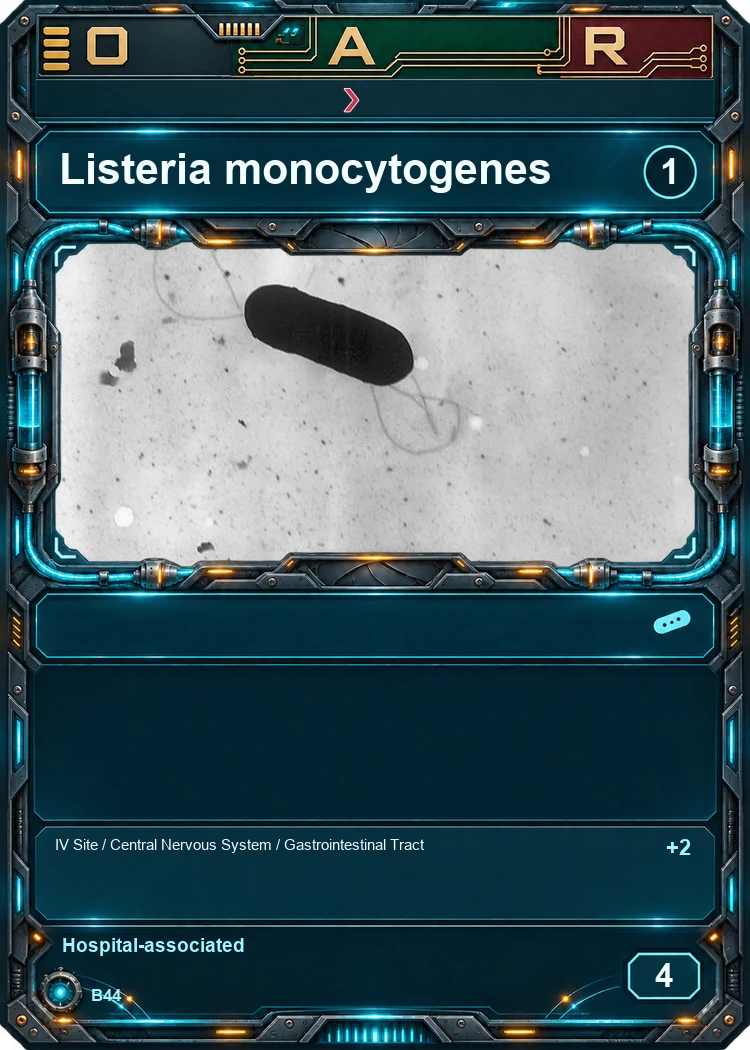 O A R
Listeria monocytogenes 1
IV Site / Central Nervous System / Gastrointestinal Tract +2
Hospital-associated
B44 4